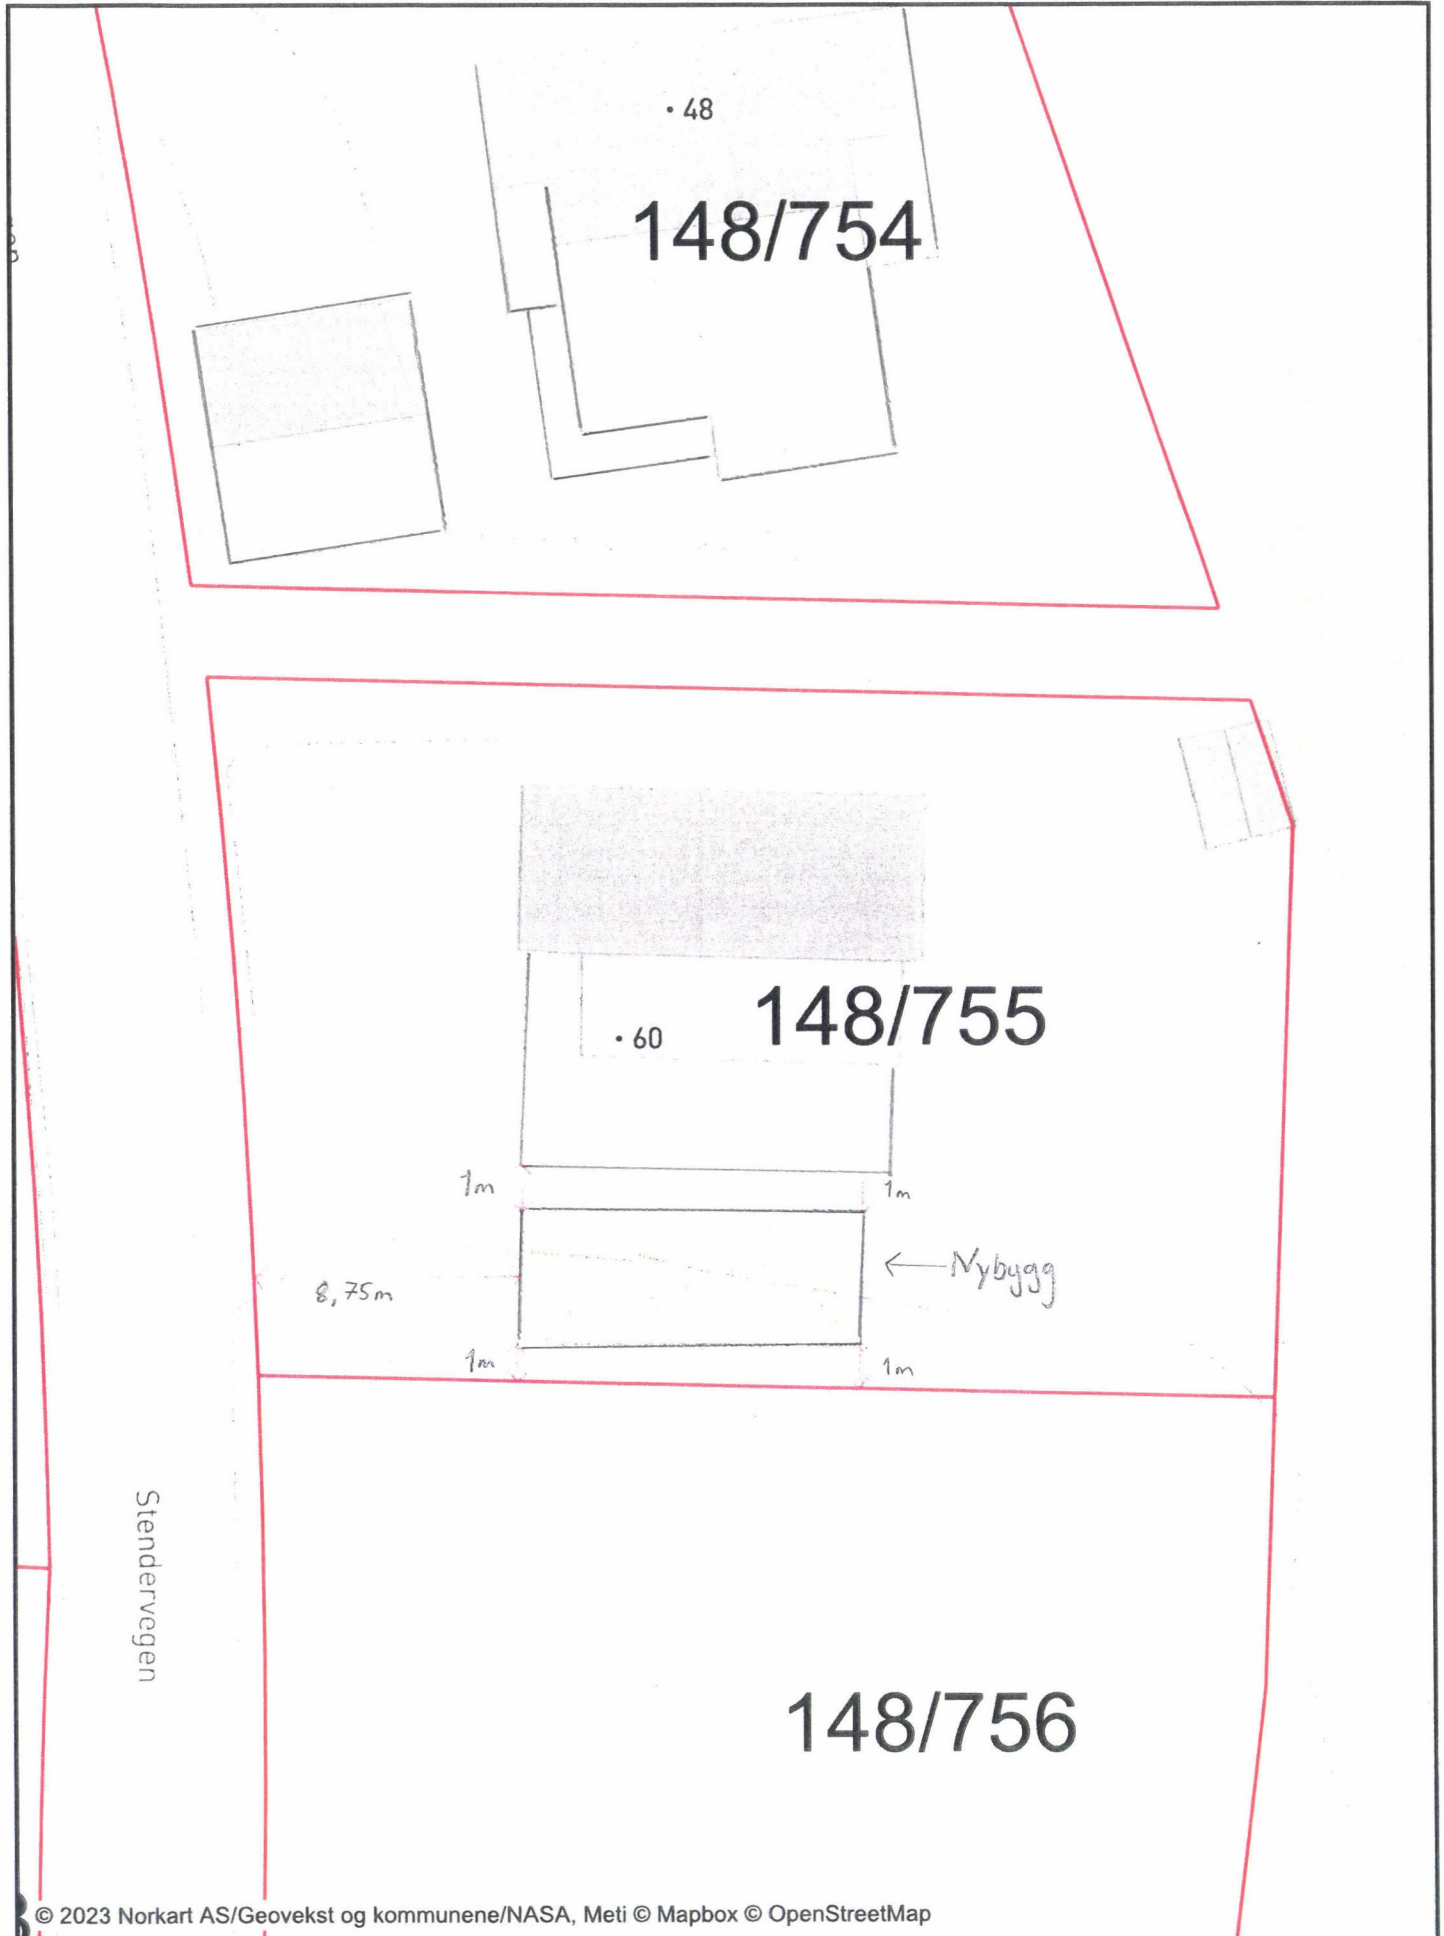 • 48
148/754
148/755
• 60
1m
1m
8,75m
← Nybygg
1m
1m
Stendervegen
148/756
© 2023 Norkart AS/Geovekst og kommunene/NASA, Meti © Mapbox © OpenStreetMap